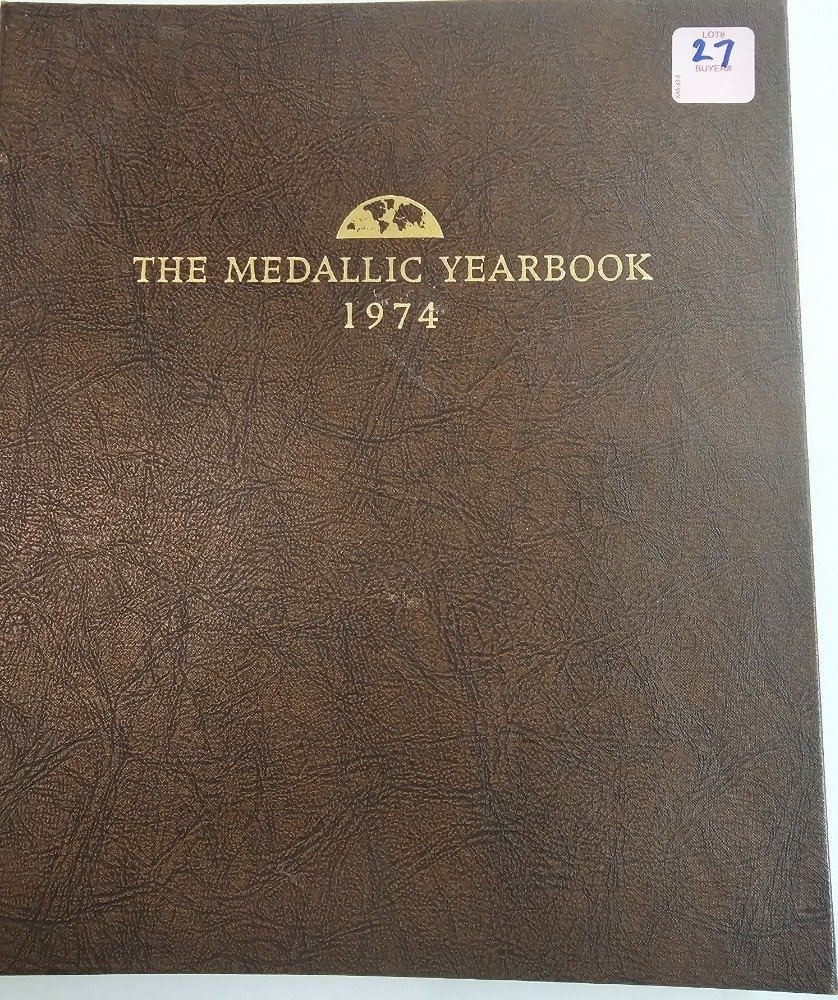 LOT#
27
BUYER#
THE MEDALLIC YEARBOOK
1974